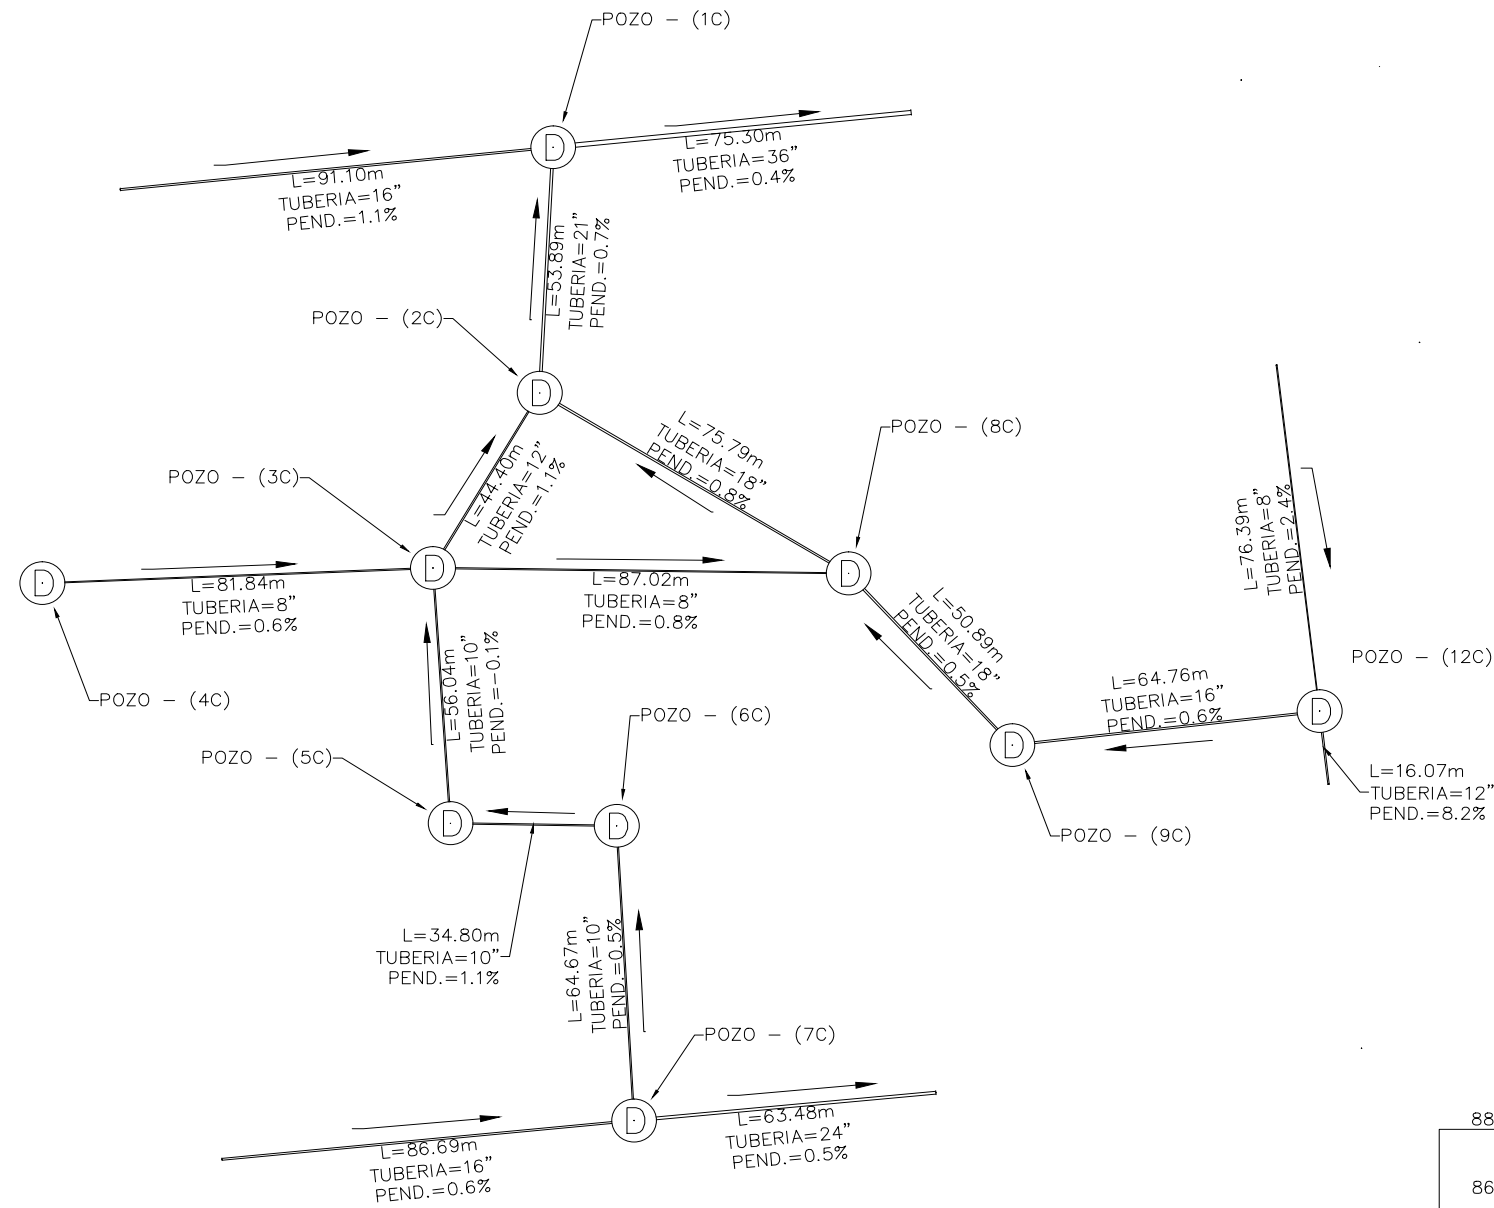 POZO - (1C)
L=91.10m
TUBERIA=16"
PEND.=1.1%
D
L=75.30m
TUBERIA=36"
PEND.=0.4%
L=53.89m
TUBERIA=21"
PEND.=0.7%
POZO - (2C)
D
L=75.79m
TUBERIA=18"
PEND.=0.8%
POZO - (8C)
POZO - (3C)
L=44.40m
TUBERIA=12"
PEND.=1.1%
L=76.39m
TUBERIA=8"
PEND.=2.4%
D
L=81.84m
TUBERIA=8"
PEND.=0.6%
D
L=87.02m
TUBERIA=8"
PEND.=0.8%
D
L=50.89m
TUBERIA=18"
PEND.=0.5%
POZO - (12C)
POZO - (4C)
L=56.04m
TUBERIA=10"
PEND.=-0.1%
POZO - (6C)
L=64.76m
TUBERIA=16"
PEND.=0.6%
D
POZO - (5C)
D
L=16.07m
TUBERIA=12"
PEND.=8.2%
D
D
POZO - (9C)
L=34.80m
TUBERIA=10"
PEND.=1.1%
L=64.67m
TUBERIA=10"
PEND.=0.5%
POZO - (7C)
D
L=86.69m
TUBERIA=16"
PEND.=0.6%
L=63.48m
TUBERIA=24"
PEND.=0.5%
88
86